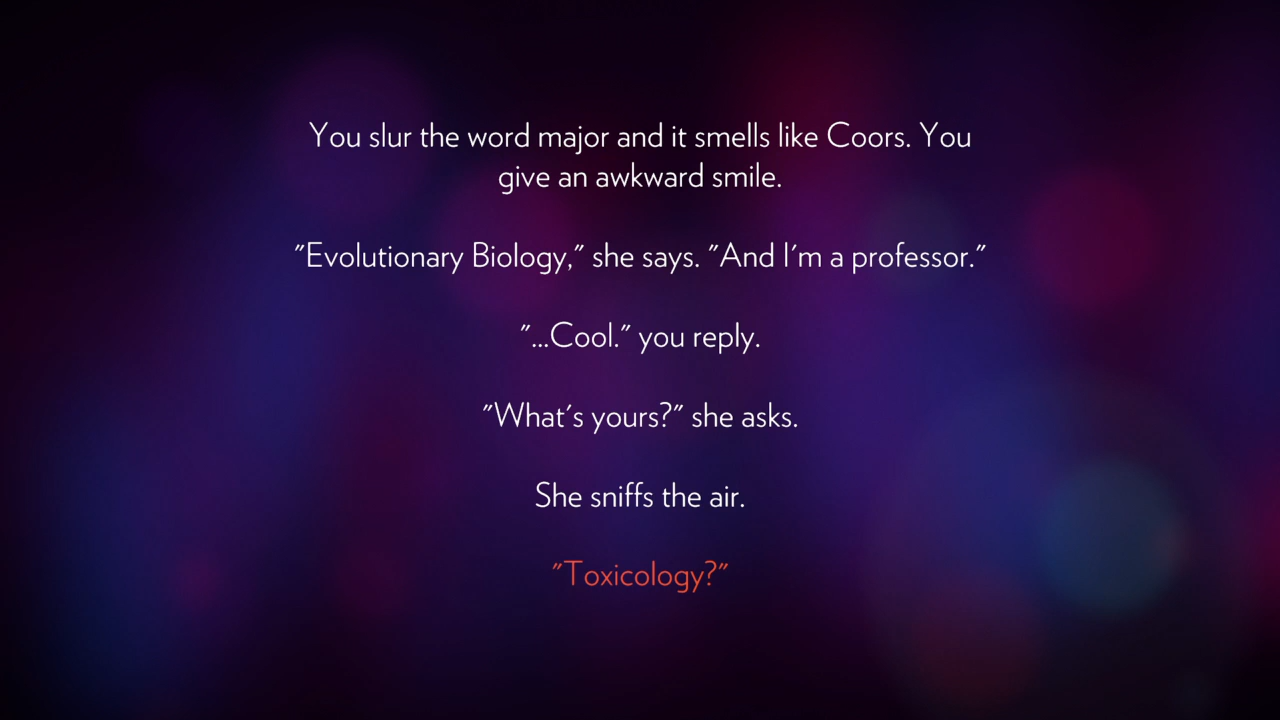 You slur the word major and it smells like Coors. You
give an awkward smile.
"Evolutionary Biology," she says. "And I'm a professor."
"...Cool." you reply.
"What's yours?" she asks.
She sniffs the air.
"Toxicology?"